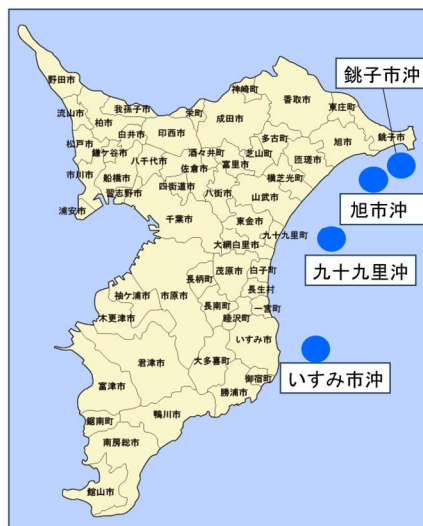 銚子市沖
旭市沖
九十九里沖
いすみ市沖
野田市
流山市
柏市
我孫子市
松戸市
鎌ケ谷市
白井市
印西市
栄町
成田市
神崎町
香取市
東庄町
銚子市
旭市
匝瑳市
多古町
芝山町
横芝光町
酒々井町
富里市
市川市
船橋市
八千代市
佐倉市
習志野市
四街道市
八街市
山武市
浦安市
千葉市
東金市
九十九里町
大網白里市
茂原市
白子町
長生村
長柄町
一宮町
長南町
睦沢町
袖ケ浦市
市原市
木更津市
いすみ市
君津市
大多喜町
御宿町
勝浦市
富津市
鴨川市
鋸南町
南房総市
館山市